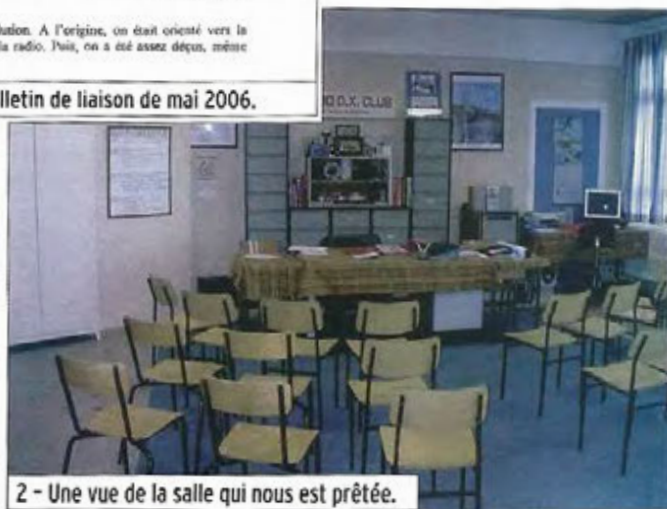 lution. A l'origine, on était orienté vers la
la radio. Puis, on a été assez déçus, même
lletin de liaison de mai 2006.
O D.X. CLUB
2 - Une vue de la salle qui nous est prêtée.